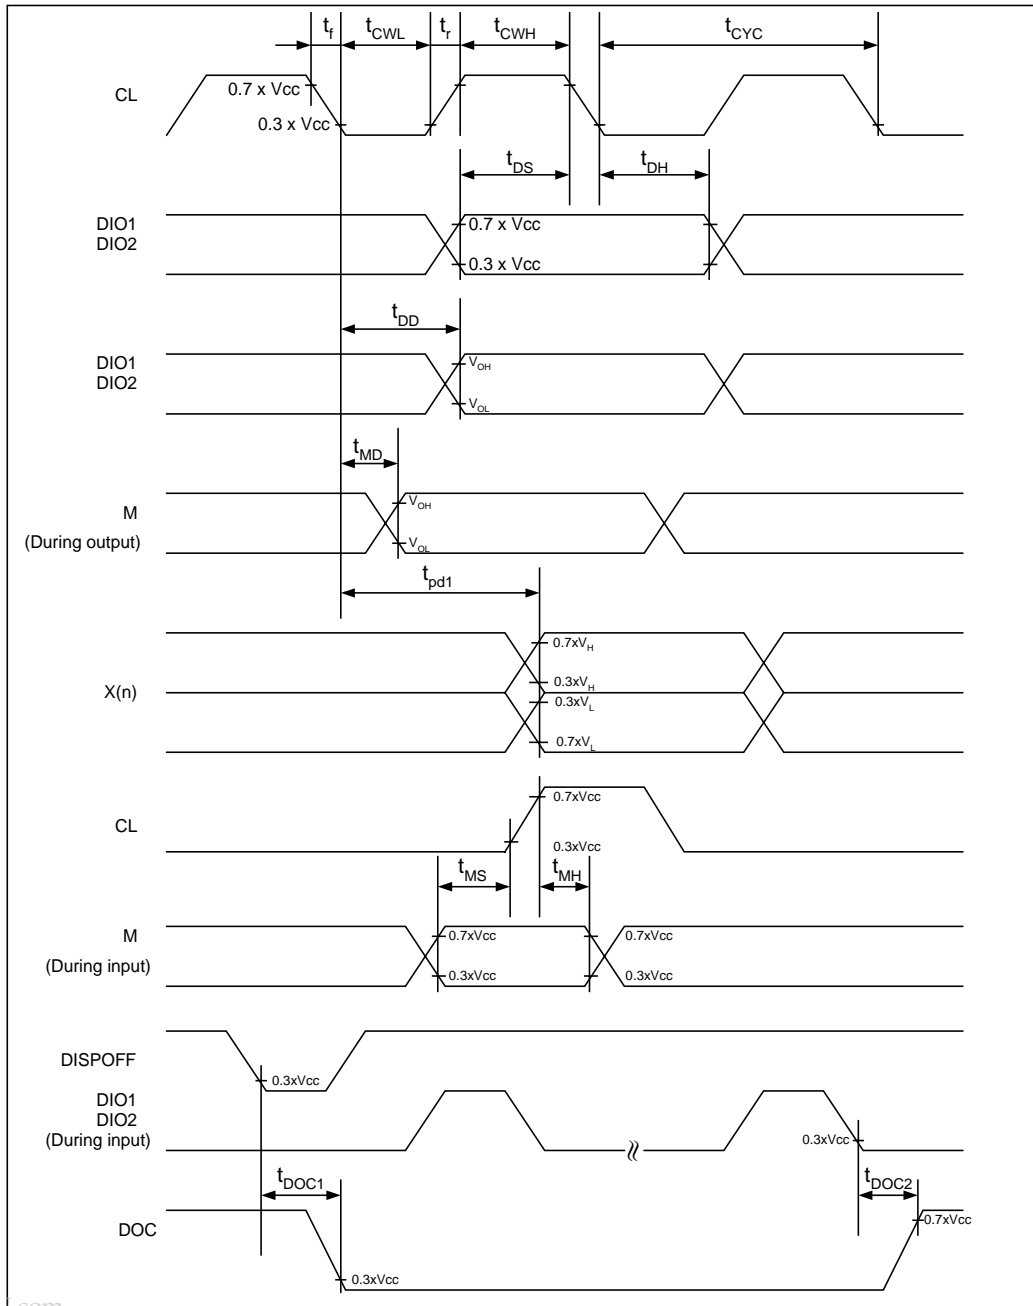 tf tCWL tr tCWH tCYC
CL
0.7 x Vcc
0.3 x Vcc
tDS tDH
DIO1
DIO2
0.7 x Vcc
0.3 x Vcc
tDD
DIO1
DIO2
VOH
VOL
tMD
M
(During output)
VOH
VOL
tpd1
X(n)
0.7xVH
0.3xVH
0.3xVL
0.7xVL
CL
0.7xVcc
0.3xVcc
tMS tMH
M
(During input)
0.7xVcc 0.7xVcc
0.3xVcc 0.3xVcc
DISPOFF
0.3xVcc
DIO1
DIO2
(During input)
0.3xVcc
tDOC1 tDOC2
DOC
0.7xVcc
0.3xVcc